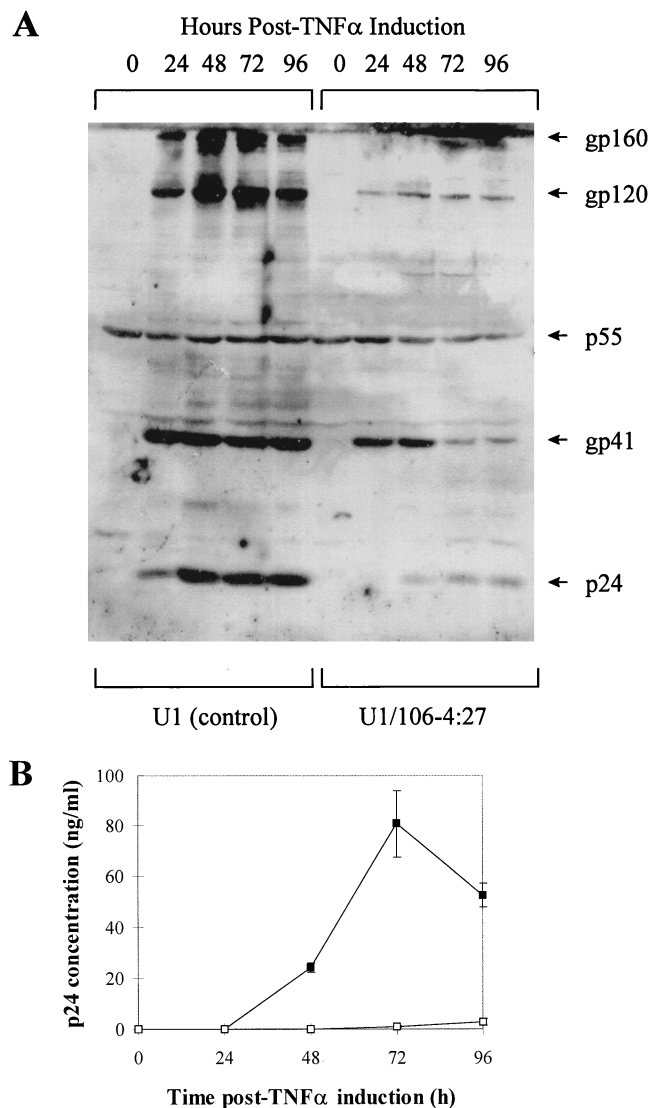 A
Hours Post-TNFα Induction
0 24 48 72 96 0 24 48 72 96
gp160
gp120
p55
gp41
p24
U1 (control) U1/106-4:27
B
p24 concentration (ng/ml)
100
80
60
40
20
0
0 24 48 72 96
Time post-TNFα induction (h)